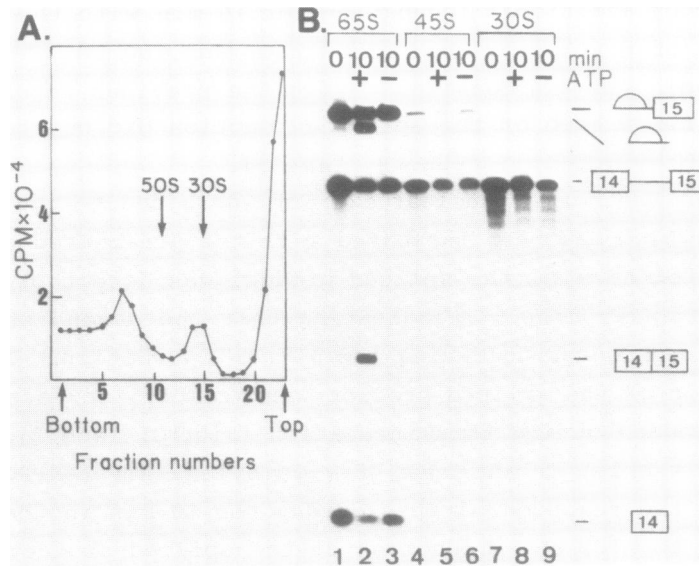 A.
CPM×10⁻⁴
6
4
2
50S 30S
5 10 15 20
Bottom Top
Fraction numbers
B.
65S 45S 30S
0 10 10 0 10 10 0 10 10 min
+ − + − + − ATP
15
14 15
14 15
14
1 2 3 4 5 6 7 8 9